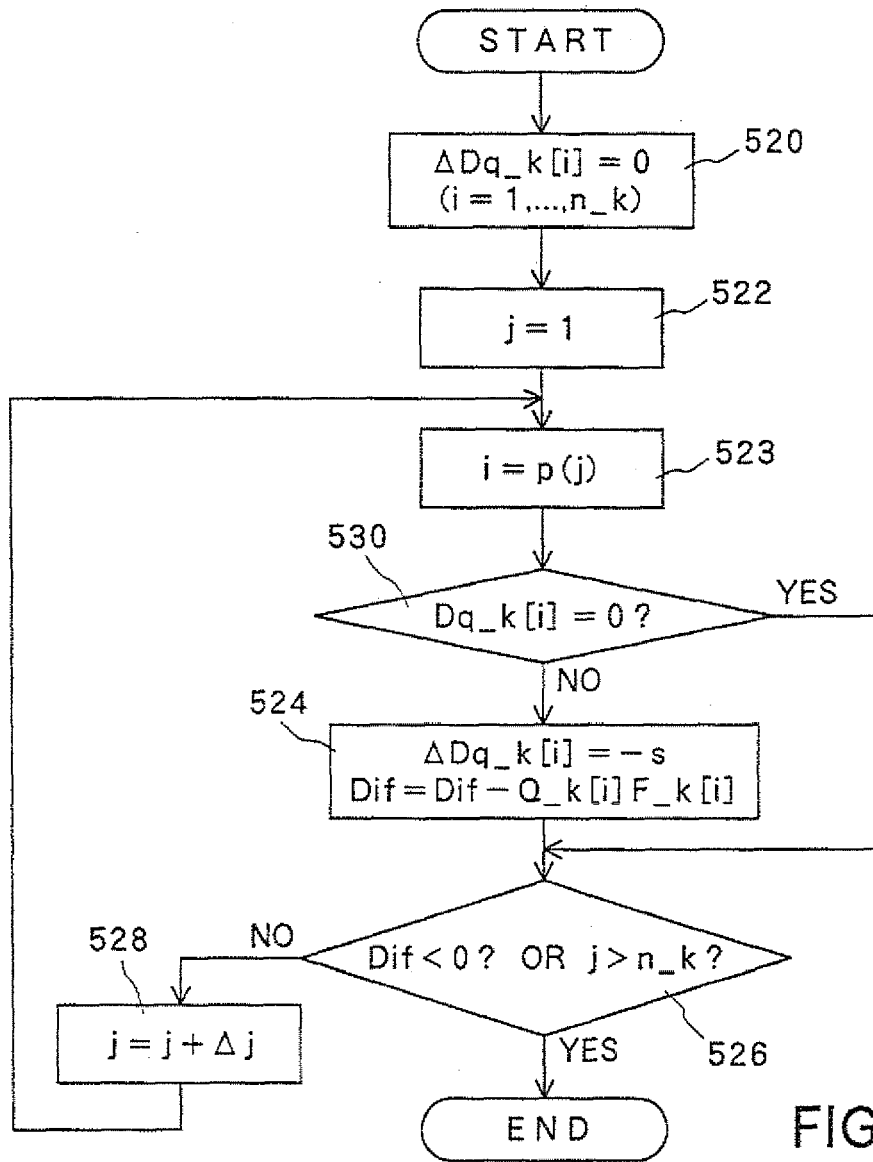 START
520
ΔDq_k[i] = 0
(i = 1,...,n_k)
522
j = 1
523
i = p(j)
530
Dq_k[i] = 0?
YES
NO
524
ΔDq_k[i] = -s
Dif = Dif - Q_k[i] F_k[i]
528
NO
Dif < 0? OR j > n_k?
526
j = j + Δj
YES
END
FIG